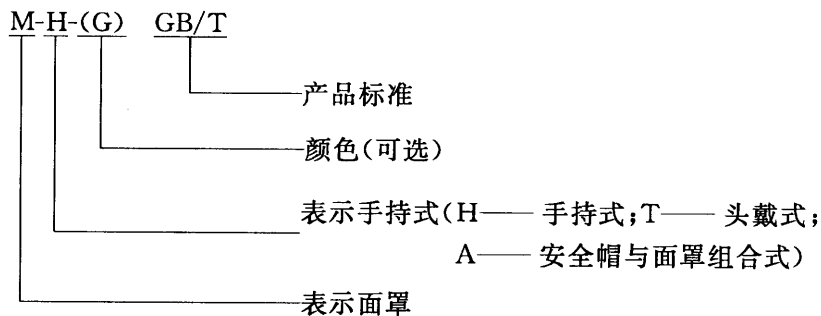 M-H-(G) GB/T
产品标准
颜色(可选)
表示手持式(H—— 手持式;T—— 头戴式;
A—— 安全帽与面罩组合式)
表示面罩